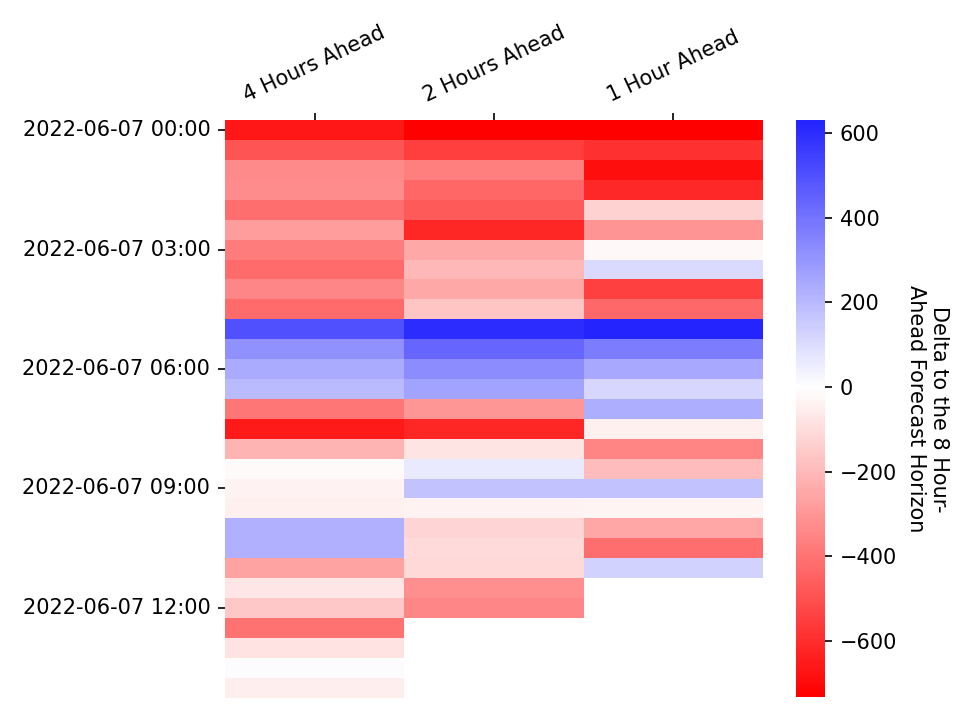 4 Hours Ahead
2 Hours Ahead
1 Hour Ahead
2022-06-07 00:00
2022-06-07 03:00
2022-06-07 06:00
2022-06-07 09:00
2022-06-07 12:00
600
400
200
0
−200
−400
−600
Delta to the 8 Hour-
Ahead Forecast Horizon